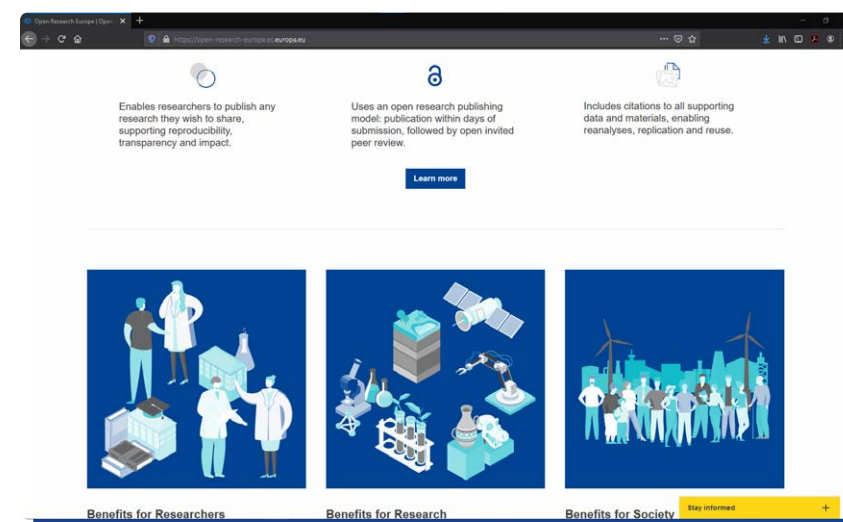 Open Research Europe | Open
https://open-research-europe.ec.europa.eu
Enables researchers to publish any
research they wish to share,
supporting reproducibility,
transparency and impact.
Uses an open research publishing
model: publication within days of
submission, followed by open invited
peer review.
Includes citations to all supporting
data and materials, enabling
reanalyses, replication and reuse.
Learn more
Benefits for Researchers
Benefits for Research
Benefits for Society
Stay informed +